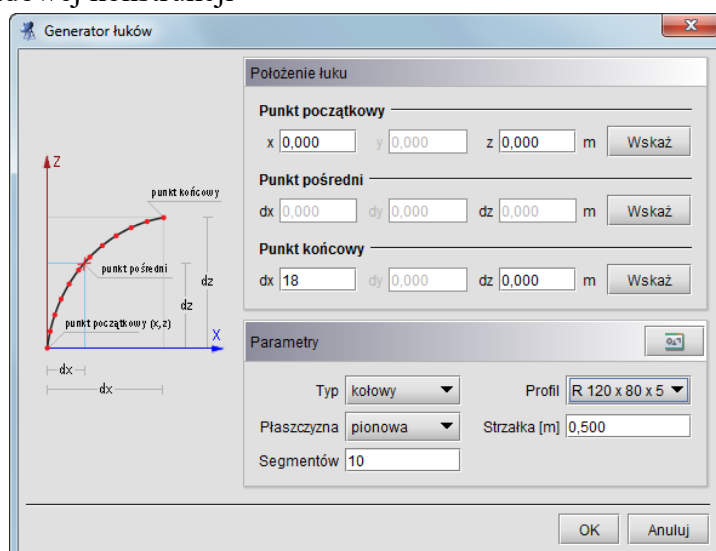 Generator łuków
Położenie łuku
Punkt początkowy
x 0,000 y 0,000 z 0,000 m Wskaż
Punkt pośredni
dx 0,000 dy 0,000 dz 0,000 m Wskaż
Punkt końcowy
dx 18 dy 0,000 dz 0,000 m Wskaż
Z
punkt końcowy
punkt pośredni
dz
dz
punkt początkowy (x,z)
X
dx
dx
Parametry
Typ kołowy Profil R 120 x 80 x 5
Płaszczyzna pionowa Strzałka [m] 0,500
Segmentów 10
OK Anuluj